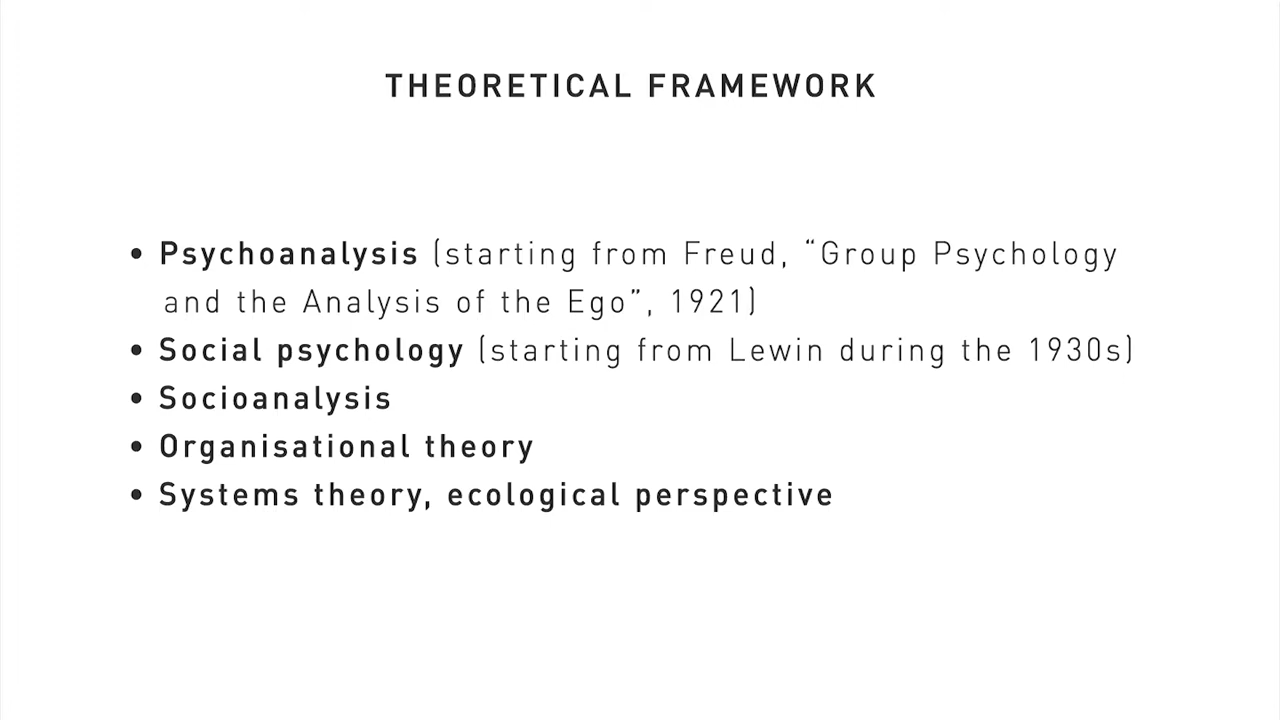 THEORETICAL FRAMEWORK
• Psychoanalysis (starting from Freud, “Group Psychology
and the Analysis of the Ego”, 1921)
• Social psychology (starting from Lewin during the 1930s)
• Socioanalysis
• Organisational theory
• Systems theory, ecological perspective